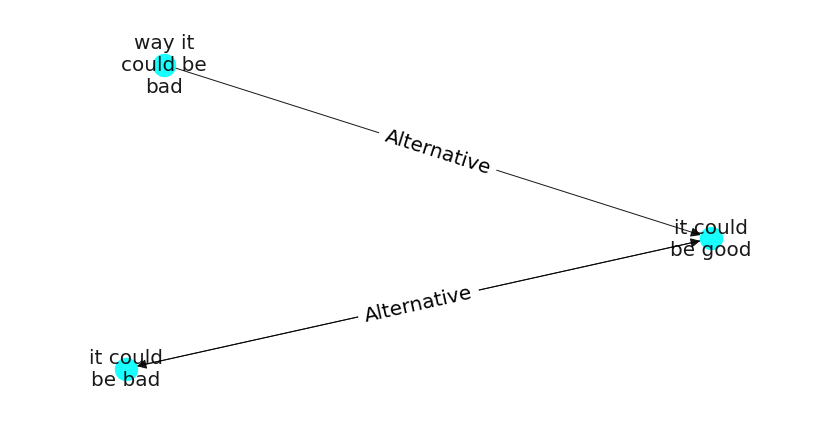 way it
could be
bad
Alternative
it could
be good
Alternative
it could
be bad